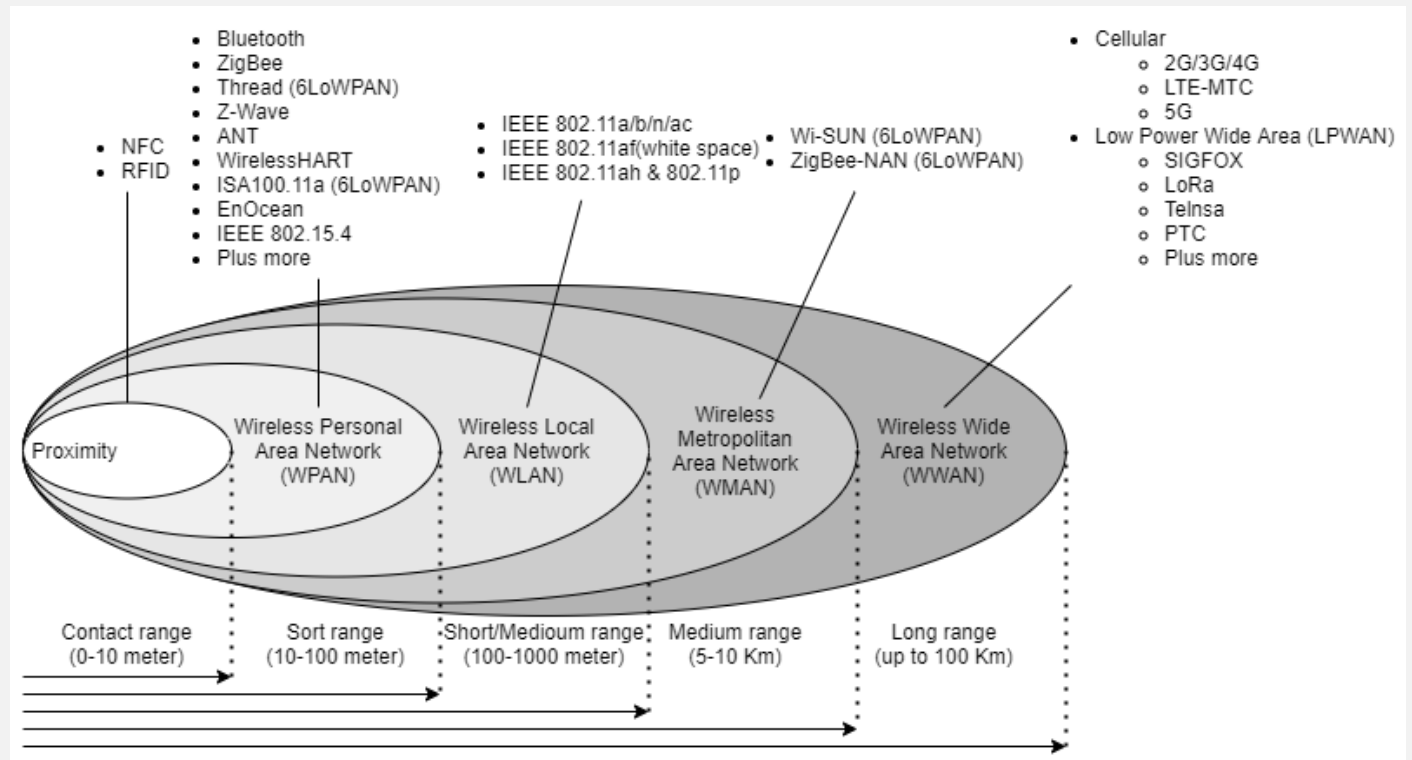 NFC
RFID
Bluetooth
ZigBee
Thread (6LoWPAN)
Z-Wave
ANT
WirelessHART
ISA100.11a (6LoWPAN)
EnOcean
IEEE 802.15.4
Plus more
IEEE 802.11a/b/n/ac
IEEE 802.11af(white space)
IEEE 802.11ah & 802.11p
Wi-SUN (6LoWPAN)
ZigBee-NAN (6LoWPAN)
Cellular
2G/3G/4G
LTE-MTC
5G
Low Power Wide Area (LPWAN)
SIGFOX
LoRa
Telnsa
PTC
Plus more
Proximity
Wireless Personal
Area Network
(WPAN)
Wireless Local
Area Network
(WLAN)
Wireless
Metropolitan
Area Network
(WMAN)
Wireless Wide
Area Network
(WWAN)
Contact range
(0-10 meter)
Sort range
(10-100 meter)
Short/Medioum range
(100-1000 meter)
Medium range
(5-10 Km)
Long range
(up to 100 Km)